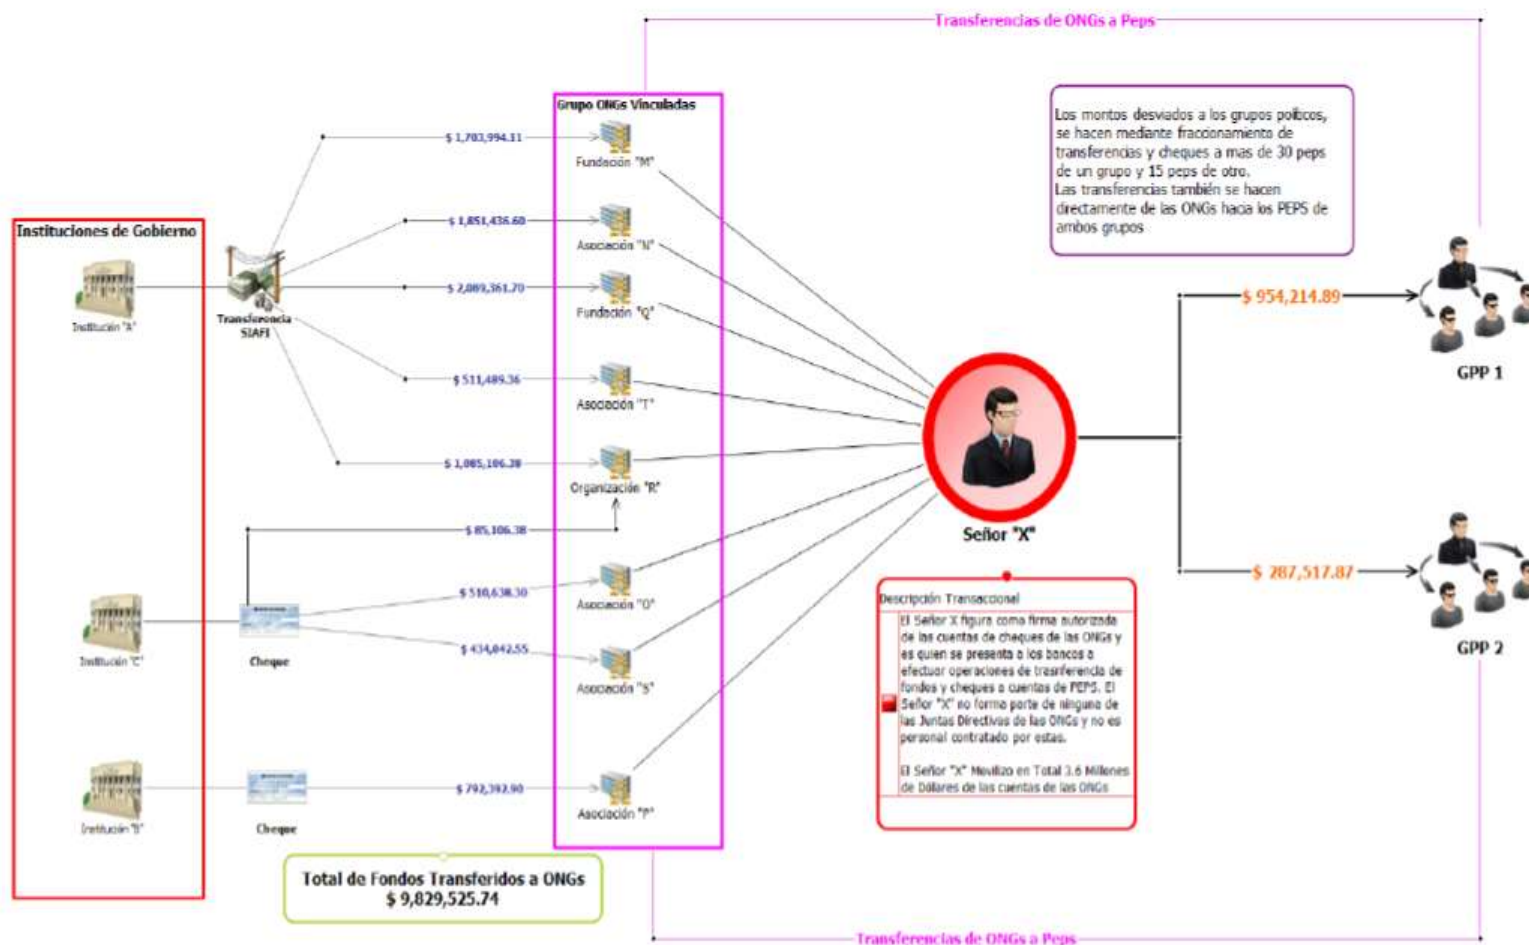 Transferencias de ONGs a Peps
Grupo ONGs Vinculadas
Los montos desviados a los grupos políticos,
se hacen mediante fraccionamiento de
transferencias y cheques a mas de 30 peps
de un grupo y 15 peps de otro.
Las transferencias también se hacen
directamente de las ONGs hacia los PEPS de
ambos grupos
$ 1,703,994.11
Fundación "M"
Instituciones de Gobierno
$ 1,851,436.60
Asociación "N"
$ 2,089,361.70
Fundación "Q"
$ 954,214.89
Institución "A"
Transferencia
SIAFI
GPP 1
$ 511,489.36
Asociación "T"
$ 1,085,106.38
Organización "R"
$ 85,106.38
Señor "X"
$ 510,638.30
Asociación "O"
$ 287,517.87
Descripción Transaccional
El Señor X figura como firma autorizada
de las cuentas de cheques de las ONGs y
es quien se presenta a los bancos a
efectuar operaciones de trasnferencia de
fondos y cheques a cuentas de PEPS. El
Señor "X" no forma parte de ninguna de
las Juntas Directivas de las ONGs y no es
personal contratado por estas.
El Señor "X" Movilizo en Total 3.6 Millones
de Dólares de las cuentas de las ONGs
Institución "C"
Cheque
$ 434,042.55
Asociación "S"
GPP 2
$ 792,392.90
Asociación "P"
Institución "B"
Cheque
Total de Fondos Transferidos a ONGs
$ 9,829,525.74
Transferencias de ONGs a Peps